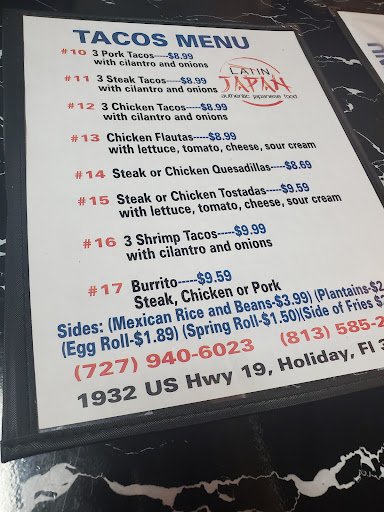 TACOS MENU
#10 3 Pork Tacos----$8.99
with cilantro and onions
#11 3 Steak Tacos----$8.99
with cilantro and onions
LATIN
JAPAN
authentic japanese food
#12 3 Chicken Tacos----$8.99
with cilantro and onions
#13 Chicken Flautas-----$8.99
with lettuce, tomato, cheese, sour cream
#14 Steak or Chicken Quesadillas----$8.69
#15 Steak or Chicken Tostadas----$9.59
with lettuce, tomato, cheese, sour cream
#16 3 Shrimp Tacos----$9.99
with cilantro and onions
#17 Burrito-----$9.59
Steak, Chicken or Pork
Sides: (Mexican Rice and Beans-$3.99) (Plantains-$2
(Egg Roll-$1.89) (Spring Roll-$1.50)(Side of Fries
(727) 940-6023 (813) 585-2
1932 US Hwy 19, Holiday, Fl 3